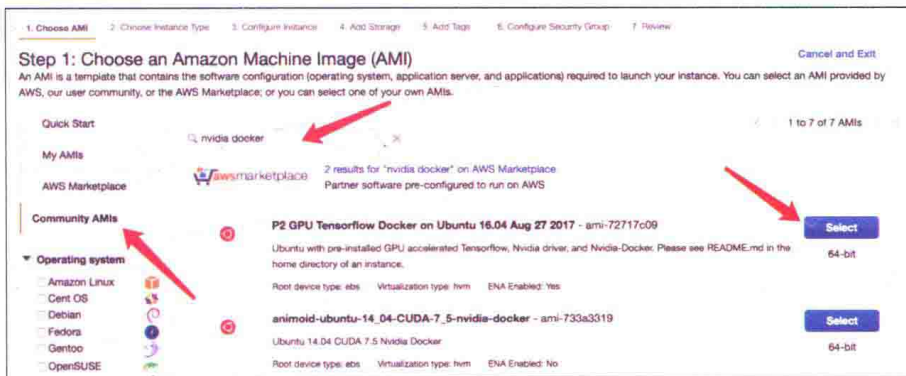 1. Choose AMI 2. Choose Instance Type 3. Configure Instance 4. Add Storage 5. Add Tags 6. Configure Security Group 7. Review
Step 1: Choose an Amazon Machine Image (AMI)
Cancel and Exit
An AMI is a template that contains the software configuration (operating system, application server, and applications) required to launch your instance. You can select an AMI provided by
AWS, our user community, or the AWS Marketplace; or you can select one of your own AMIs.
Quick Start
My AMIs
AWS Marketplace
Community AMIs
Operating system
Amazon Linux
Cent OS
Debian
Fedora
Gentoo
OpenSUSE
nvidia docker
1 to 7 of 7 AMIs
awsmarketplace
2 results for "nvidia docker" on AWS Marketplace
Partner software pre-configured to run on AWS
P2 GPU Tensorflow Docker on Ubuntu 16.04 Aug 27 2017 - ami-72717c09
Ubuntu with pre-installed GPU accelerated Tensorflow, Nvidia driver, and Nvidia-Docker. Please see README.md in the
home directory of an instance.
Root device type: ebs Virtualization type: hvm ENA Enabled: Yes
Select
64-bit
animoid-ubuntu-14_04-CUDA-7_5-nvidia-docker - ami-733a3319
Ubuntu 14.04 CUDA 7.5 Nvidia Docker
Root device type: ebs Virtualization type: hvm ENA Enabled: No
Select
64-bit